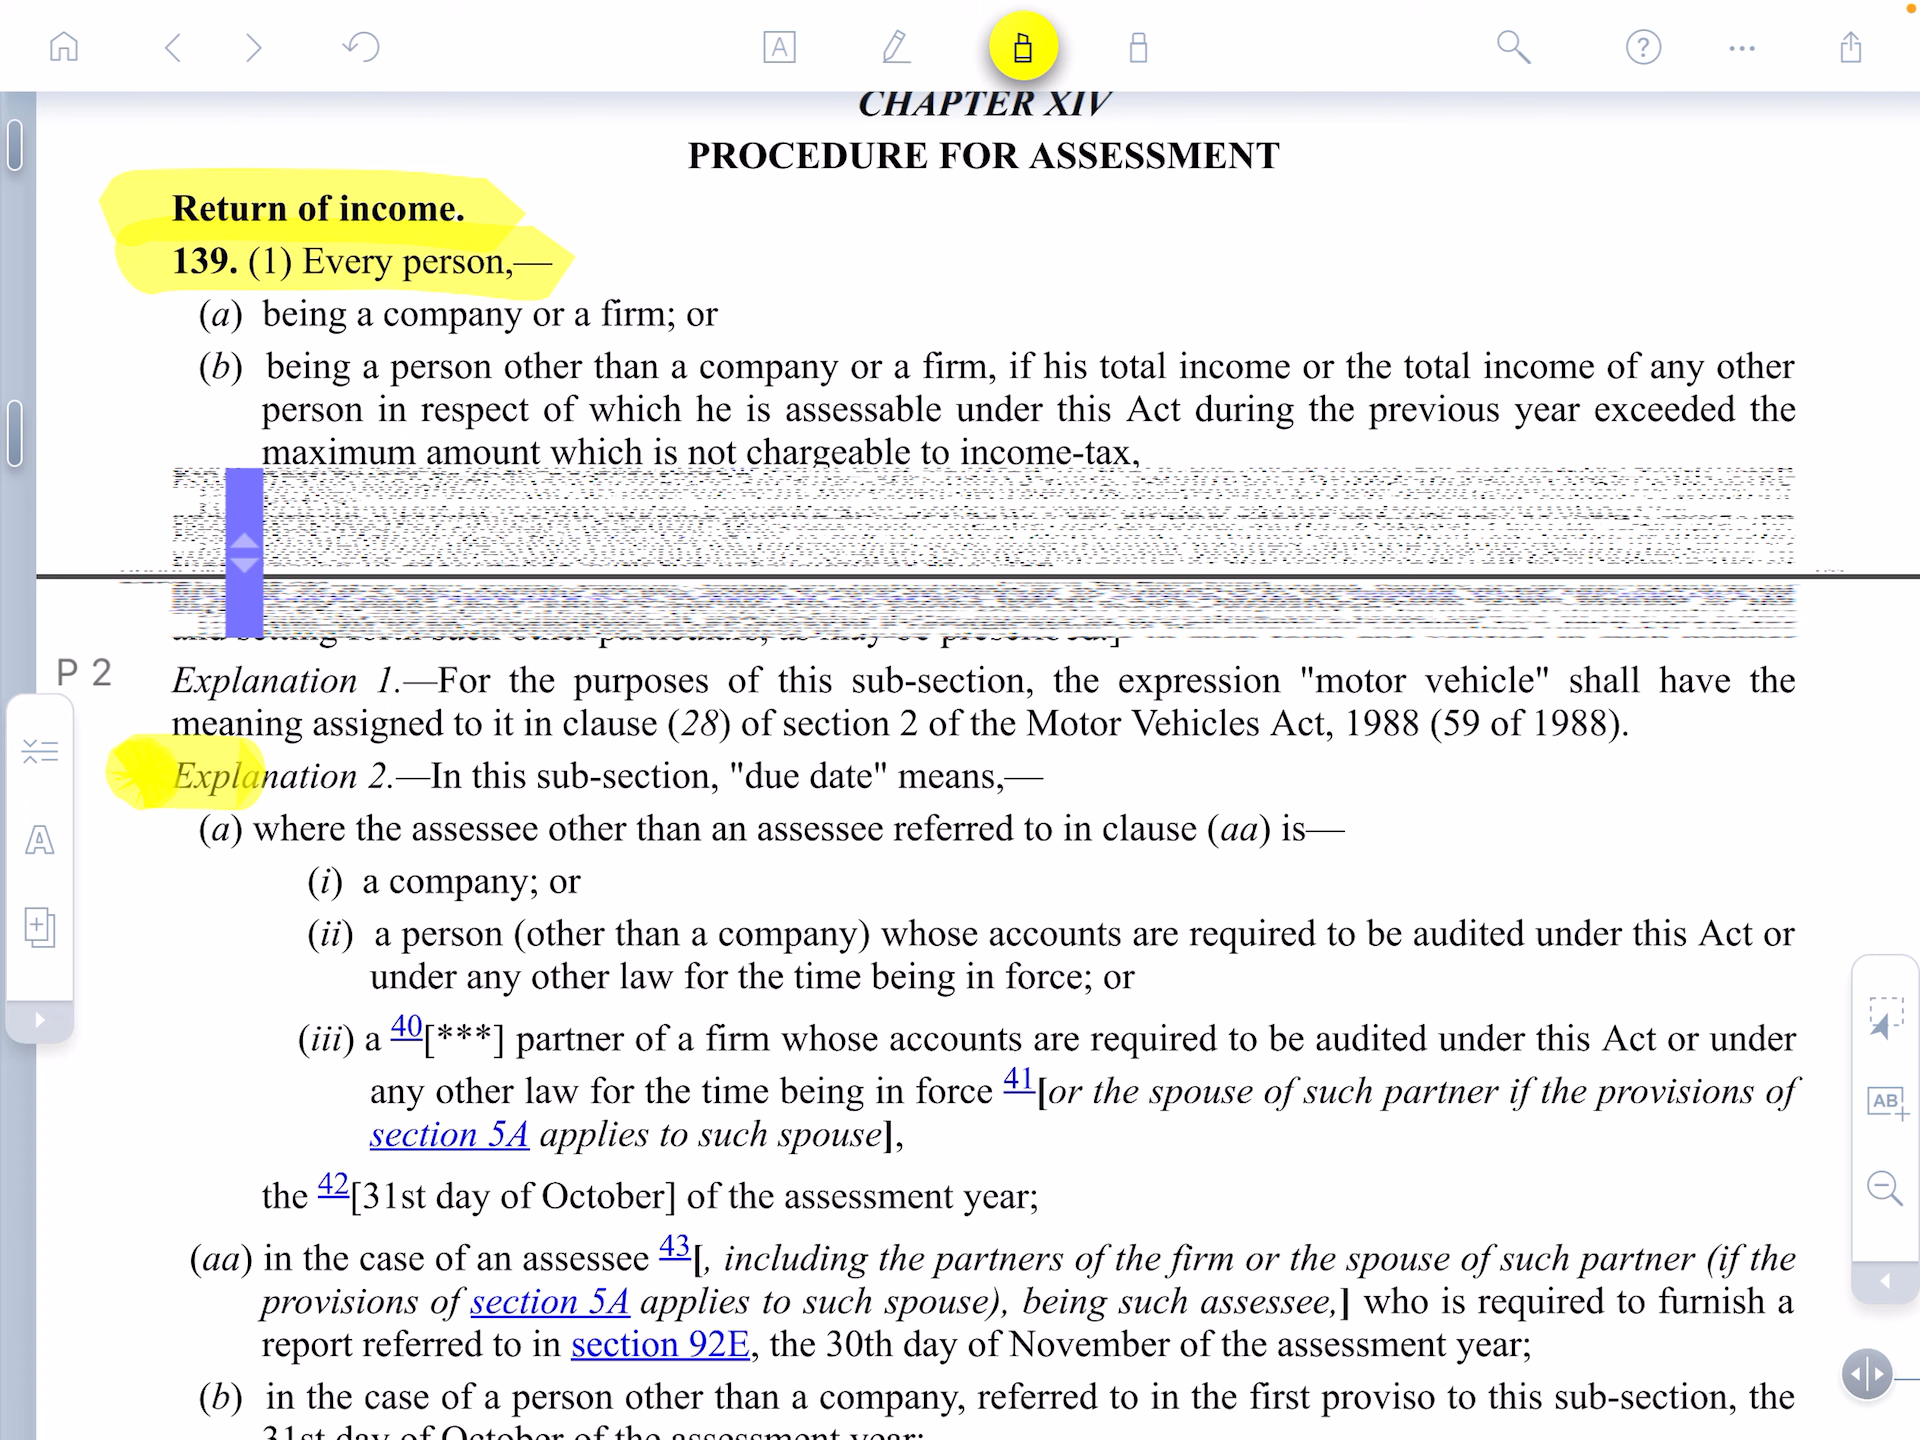 CHAPTER XIV
PROCEDURE FOR ASSESSMENT
Return of income.
139. (1) Every person,—
(a) being a company or a firm; or
(b) being a person other than a company or a firm, if his total income or the total income of any other
person in respect of which he is assessable under this Act during the previous year exceeded the
maximum amount which is not chargeable to income-tax,
P 2
Explanation 1.—For the purposes of this sub-section, the expression "motor vehicle" shall have the
meaning assigned to it in clause (28) of section 2 of the Motor Vehicles Act, 1988 (59 of 1988).
Explanation 2.—In this sub-section, "due date" means,—
(a) where the assessee other than an assessee referred to in clause (aa) is—
(i) a company; or
(ii) a person (other than a company) whose accounts are required to be audited under this Act or
under any other law for the time being in force; or
(iii) a 40[***] partner of a firm whose accounts are required to be audited under this Act or under
any other law for the time being in force 41[or the spouse of such partner if the provisions of
section 5A applies to such spouse],
the 42[31st day of October] of the assessment year;
(aa) in the case of an assessee 43[, including the partners of the firm or the spouse of such partner (if the
provisions of section 5A applies to such spouse), being such assessee,] who is required to furnish a
report referred to in section 92E, the 30th day of November of the assessment year;
(b) in the case of a person other than a company, referred to in the first proviso to this sub-section, the
31st day of October of the assessment year;